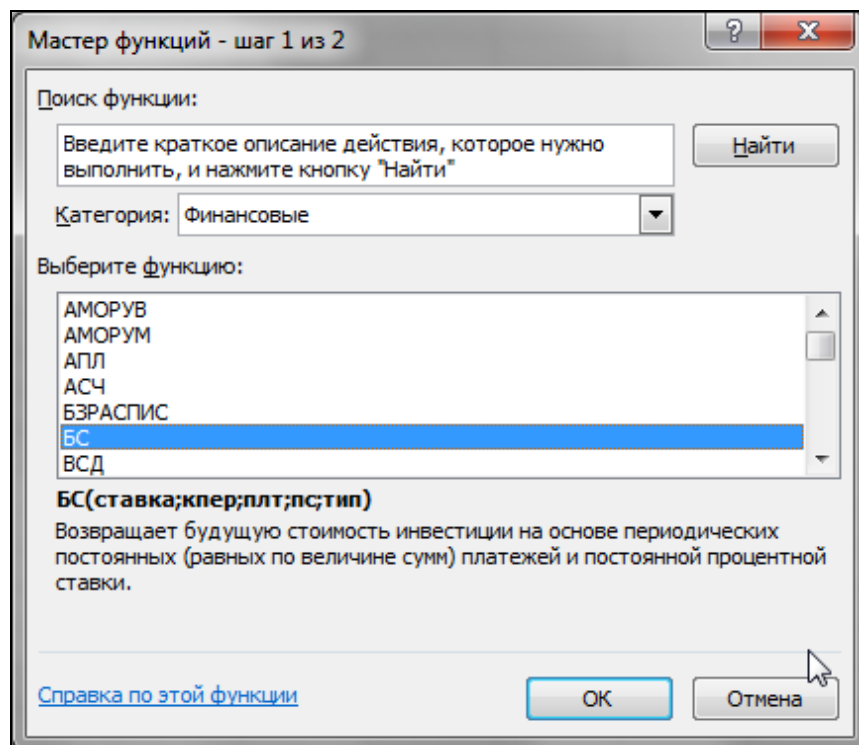 Мастер функций - шаг 1 из 2
Поиск функции:
Введите краткое описание действия, которое нужно
выполнить, и нажмите кнопку "Найти"
Найти
Категория: Финансовые
Выберите функцию:
АМОРУВ
АМОРУМ
АПЛ
АСЧ
БЗРАСПИС
БС
ВСД
БС(ставка;кпер;плт;пс;тип)
Возвращает будущую стоимость инвестиции на основе периодических
постоянных (равных по величине сумм) платежей и постоянной процентной
ставки.
Справка по этой функции
ОК
Отмена